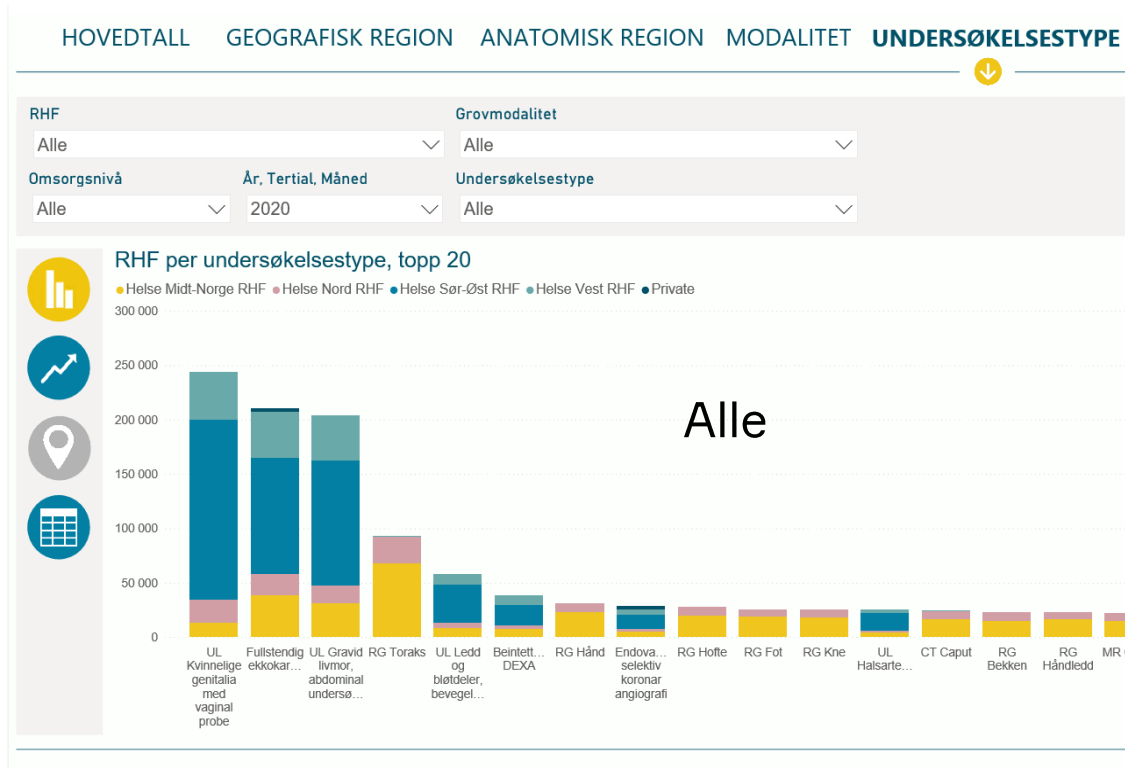 HOVEDTALL GEOGRAFISK REGION ANATOMISK REGION MODALITET UNDERSØKELSESTYPE
RHF Grovmodalitet
Alle Alle
Omsorgsnivå År, Tertial, Måned Undersøkelsestype
Alle 2020 Alle
RHF per undersøkelsestype, topp 20
Helse Midt-Norge RHF Helse Nord RHF Helse Sør-Øst RHF Helse Vest RHF Private
300 000
250 000
200 000
150 000
100 000
50 000
0
Alle
UL
Kvinnelige
genitalia
med
vaginal
probe
Fullstendig
ekkokar...
UL Gravid
livmor,
abdominal
undersø...
RG Toraks
UL Ledd
og
bløtdeler,
bevegel...
Beintett...
DEXA
RG Hånd
Endova...
selektiv
koronar
angiografi
RG Hofte
RG Fot
RG Kne
UL
Halsarte...
CT Caput
RG
Bekken
RG
Håndledd
MR